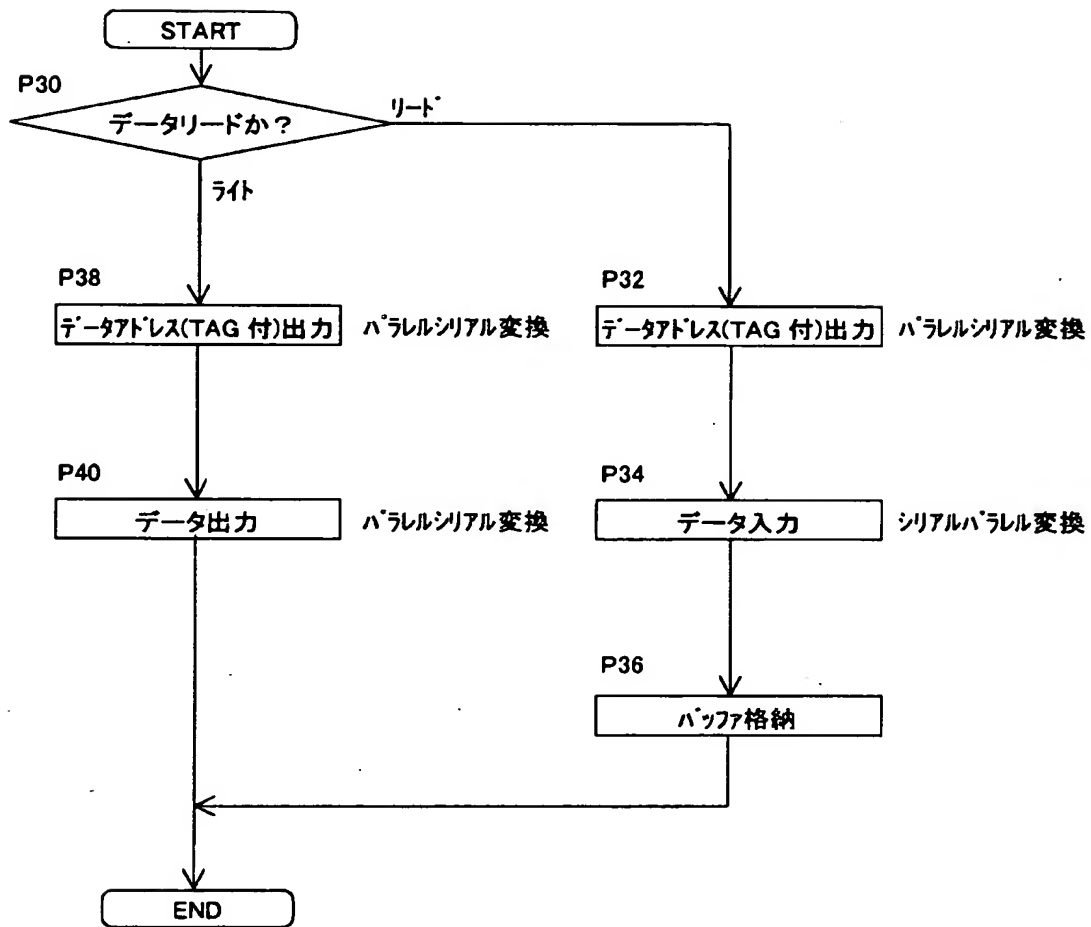 START
P30
データリードか？
リード
ライト
P38
データアドレス(TAG 付)出力
パラレルシリアル変換
P32
データアドレス(TAG 付)出力
パラレルシリアル変換
P40
データ出力
パラレルシリアル変換
P34
データ入力
シリアルパラレル変換
P36
バッファ格納
END